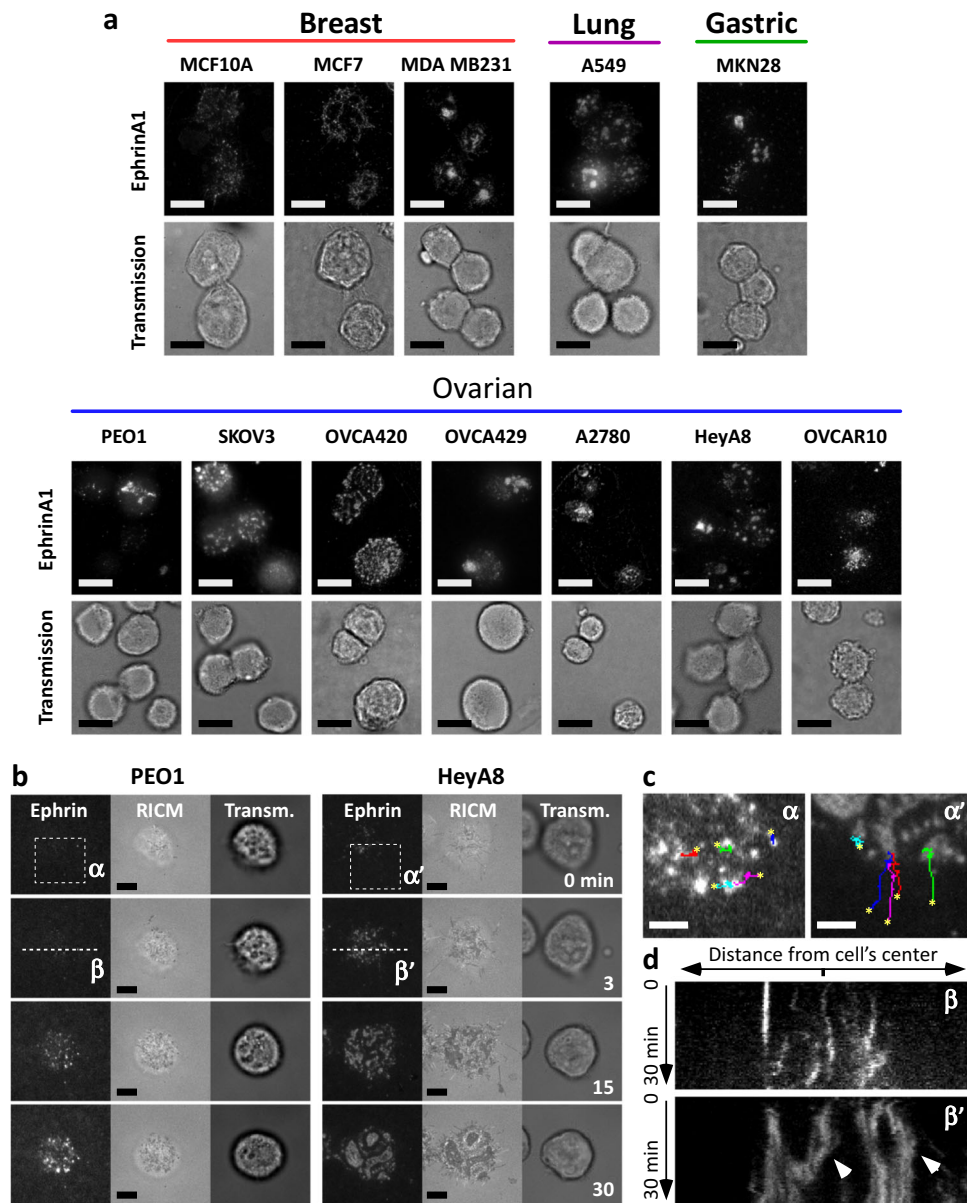 a
Breast Lung Gastric
MCF10A MCF7 MDA MB231 A549 MKN28
EphrinA1
Transmission
Ovarian
PEO1 SKOV3 OVCA420 OVCA429 A2780 HeyA8 OVCAR10
EphrinA1
Transmission
b
PEO1 HeyA8
Ephrin RICM Transm. Ephrin RICM Transm.
α α' 0 min
β β' 3
15
30
c
α α'
d
Distance from cell's center
0
30 min
β
0
30 min
β'